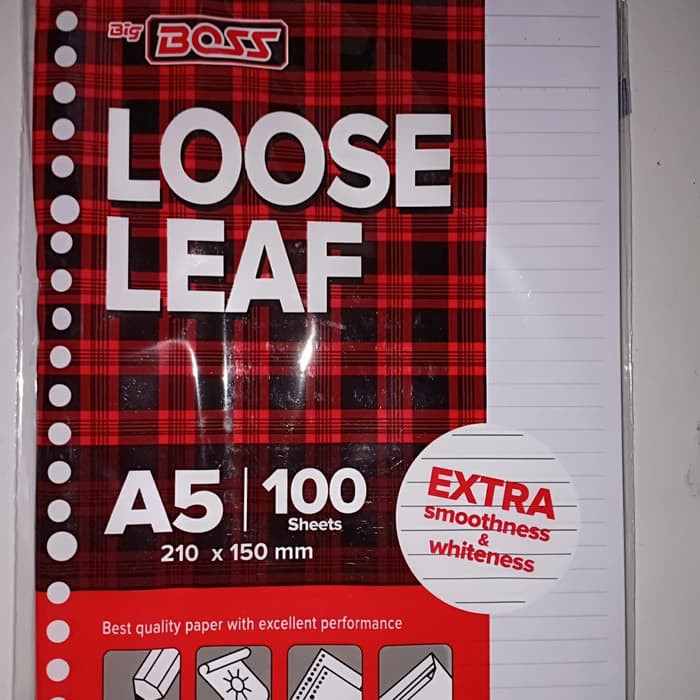 Big BOSS
LOOSE
LEAF
A5 | 100
Sheets
210 x 150 mm
EXTRA
smoothness
&
whiteness
Best quality paper with excellent performance